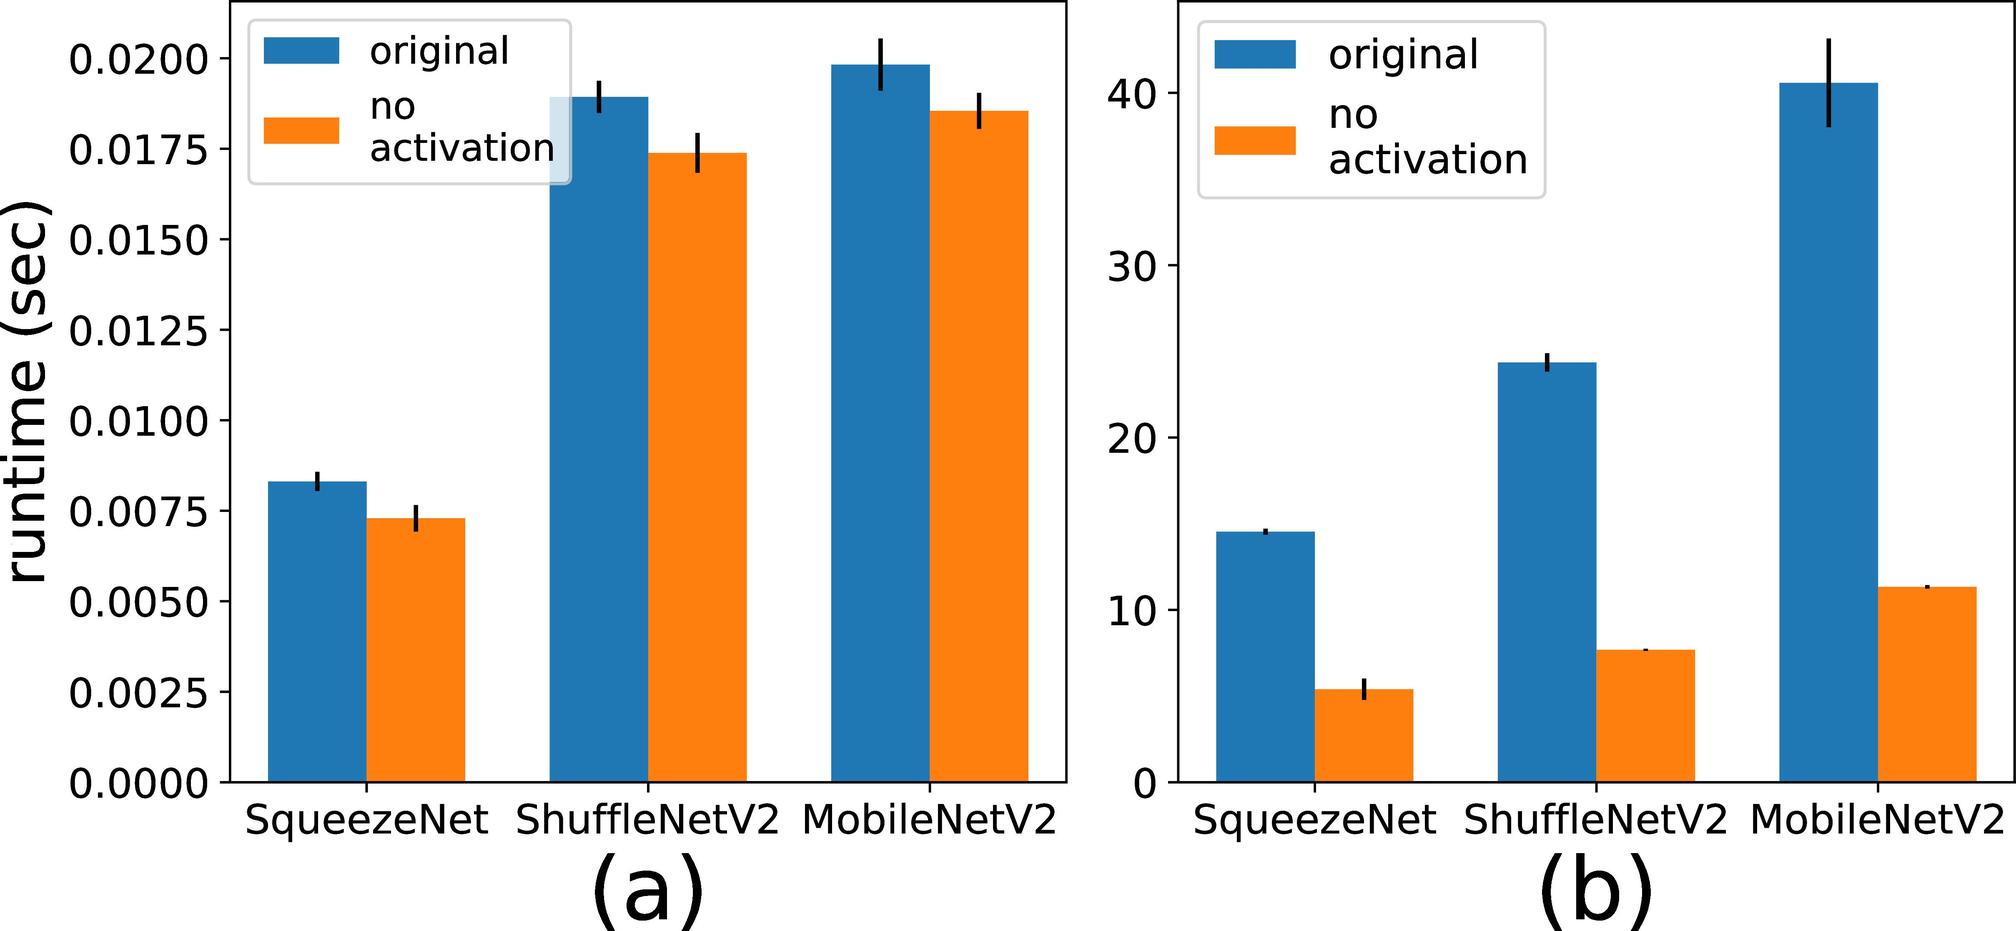 runtime (sec)
0.0200
0.0175
0.0150
0.0125
0.0100
0.0075
0.0050
0.0025
0.0000
original
no
activation
SqueezeNet ShuffleNetV2 MobileNetV2
(a)
40
30
20
10
0
original
no
activation
SqueezeNet ShuffleNetV2 MobileNetV2
(b)